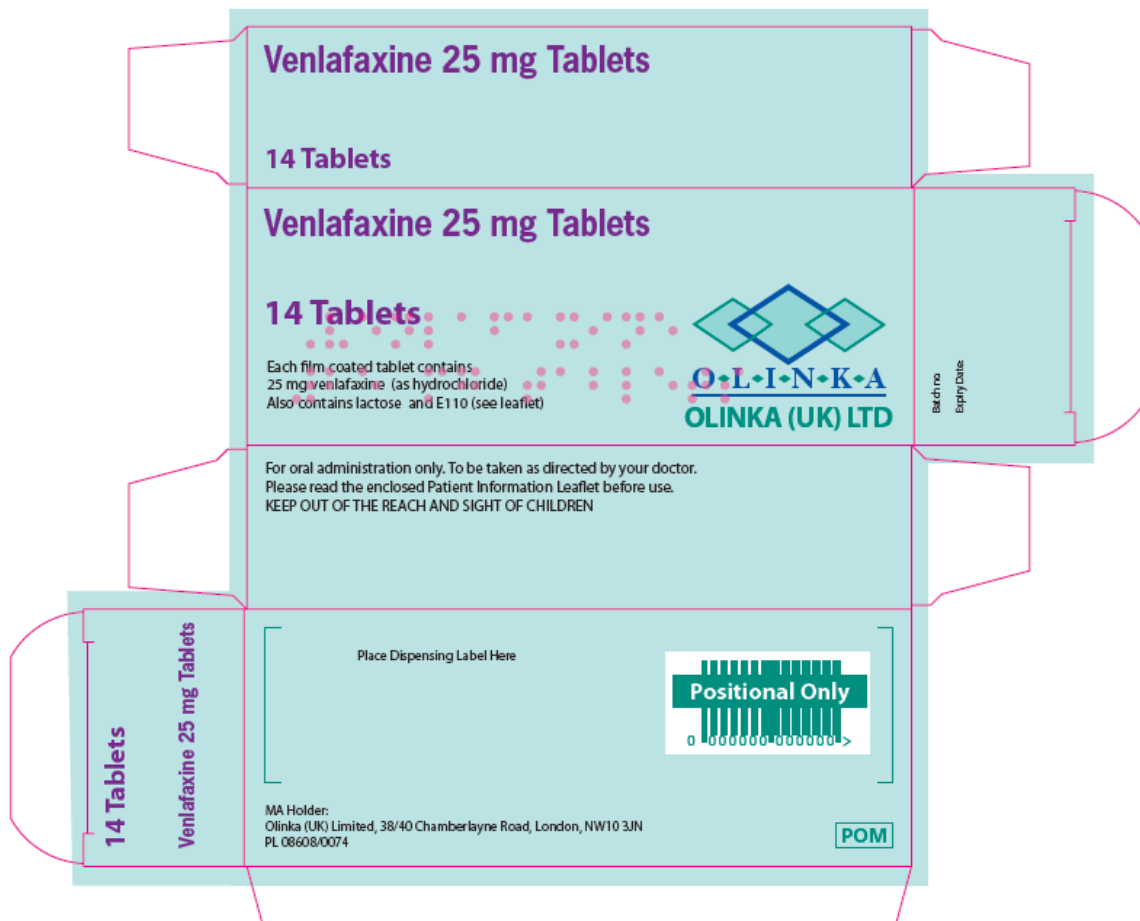 Venlafaxine 25 mg Tablets
14 Tablets
Venlafaxine 25 mg Tablets
14 Tablets
Each film coated tablet contains
25 mg venlafaxine (as hydrochloride)
Also contains lactose and E110 (see leaflet)
O L I N K A
OLINKA (UK) LTD
Batch no.
Expiry Date:
For oral administration only. To be taken as directed by your doctor.
Please read the enclosed Patient Information Leaflet before use.
KEEP OUT OF THE REACH AND SIGHT OF CHILDREN
14 Tablets
Venlafaxine 25 mg Tablets
Place Dispensing Label Here
Positional Only
0 000000 000000 >
MA Holder:
Olinka (UK) Limited, 38/40 Chamberlayne Road, London, NW10 3JN
PL 08608/0074
POM